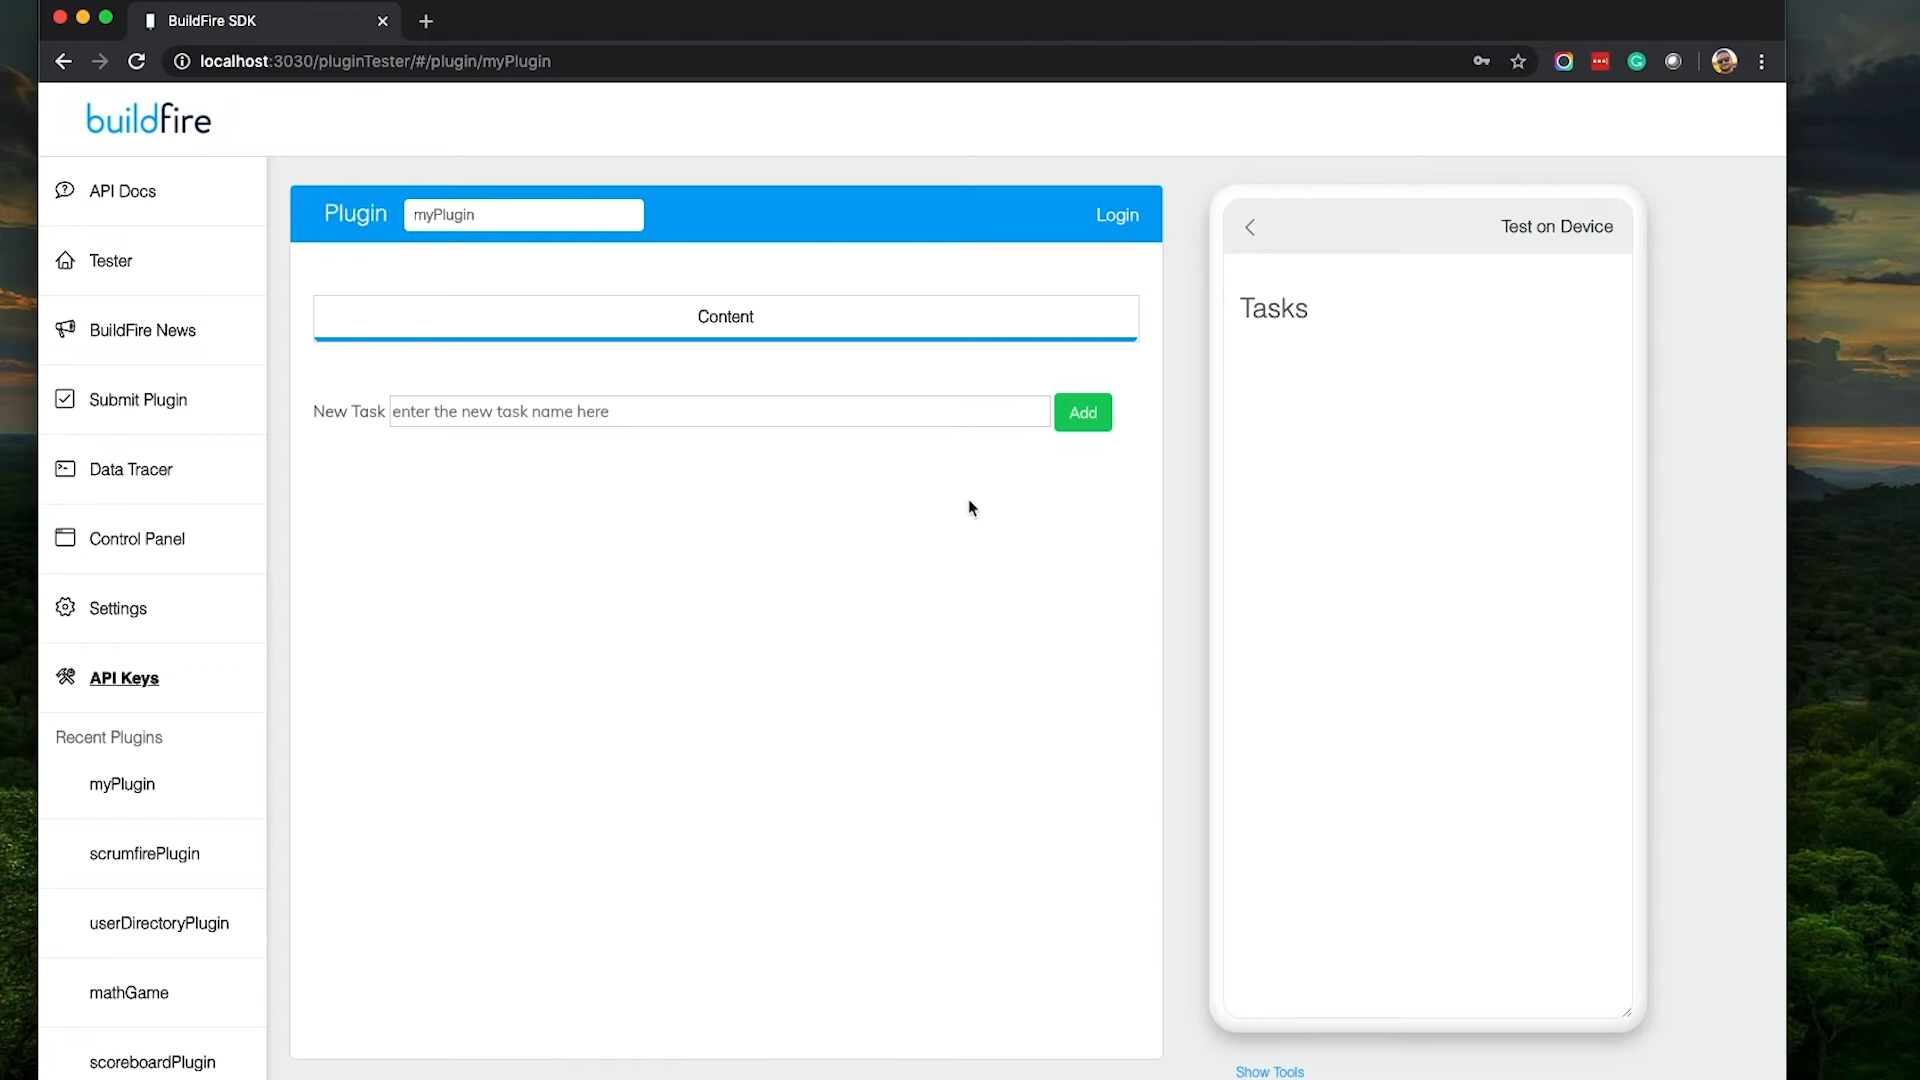 BuildFire SDK
localhost:3030/pluginTester/#/plugin/myPlugin
buildfire
API Docs
Tester
BuildFire News
Submit Plugin
Data Tracer
Control Panel
Settings
API Keys
Recent Plugins
myPlugin
scrumfirePlugin
userDirectoryPlugin
mathGame
scoreboardPlugin
Plugin myPlugin Login
Content
New Task enter the new task name here Add
Test on Device
Tasks
Show Tools